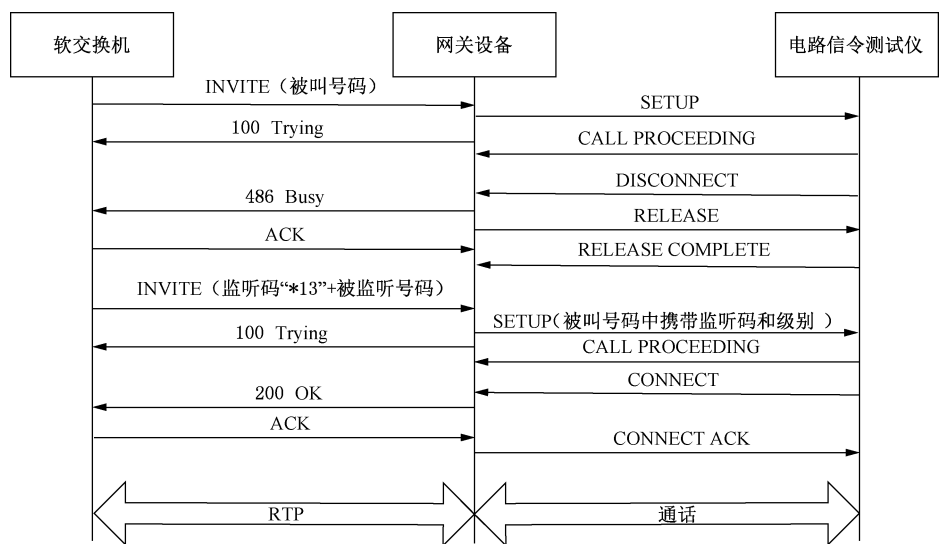 软交换机
网关设备
电路信令测试仪
INVITE（被叫号码）
SETUP
100 Trying
CALL PROCEEDING
DISCONNECT
486 Busy
RELEASE
ACK
RELEASE COMPLETE
INVITE（监听码“*13”+被监听号码）
SETUP（被叫号码中携带监听码和级别 ）
100 Trying
CALL PROCEEDING
CONNECT
200 OK
ACK
CONNECT ACK
RTP
通话